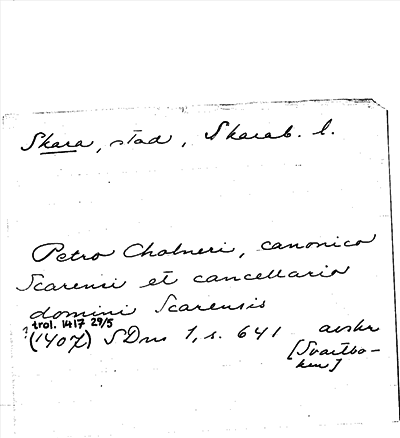 Skara, stad, Skarab. l.
Petro Cholneri, canonico
Scarensi et cancellario
domini Scarensis
trol. 1417 29/5
? (1407) SDns 1, s. 641 avskr
[Svartbo-
ken]